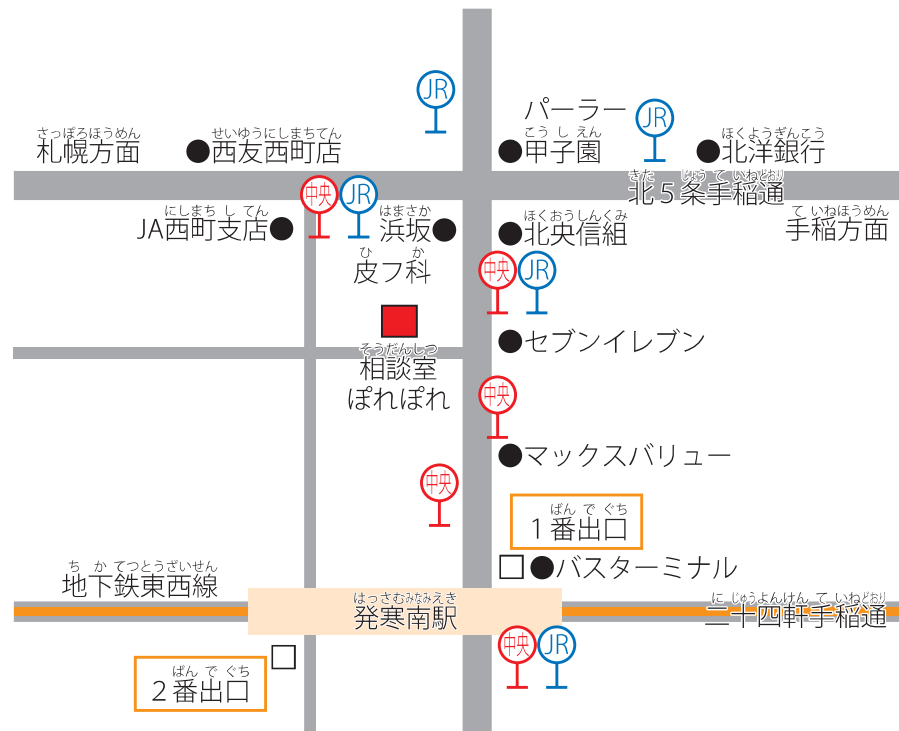 JR
パーラー
JR
さっぽろほうめん
札幌方面
せいゆうにしまちてん
西友西町店
こうしえん
甲子園
ほくようぎんこう
北洋銀行
きた じょうていねどおり
北5条手稲通
中央
JR
にしまちしてん
JA西町支店
はまさか
浜坂
ひ か
皮フ科
ほくおうしんくみ
北央信組
ていねほうめん
手稲方面
中央
JR
セブンイレブン
そうだんしつ
相談室
ぽれぽれ
中央
マックスバリュー
中央
ばんでぐち
1番出口
バスターミナル
ちかてつとうざいせん
地下鉄東西線
はっさむみなみえき
発寒南駅
にじゅうよんけんていねどおり
二十四軒手稲通
中央
JR
ばんでぐち
2番出口